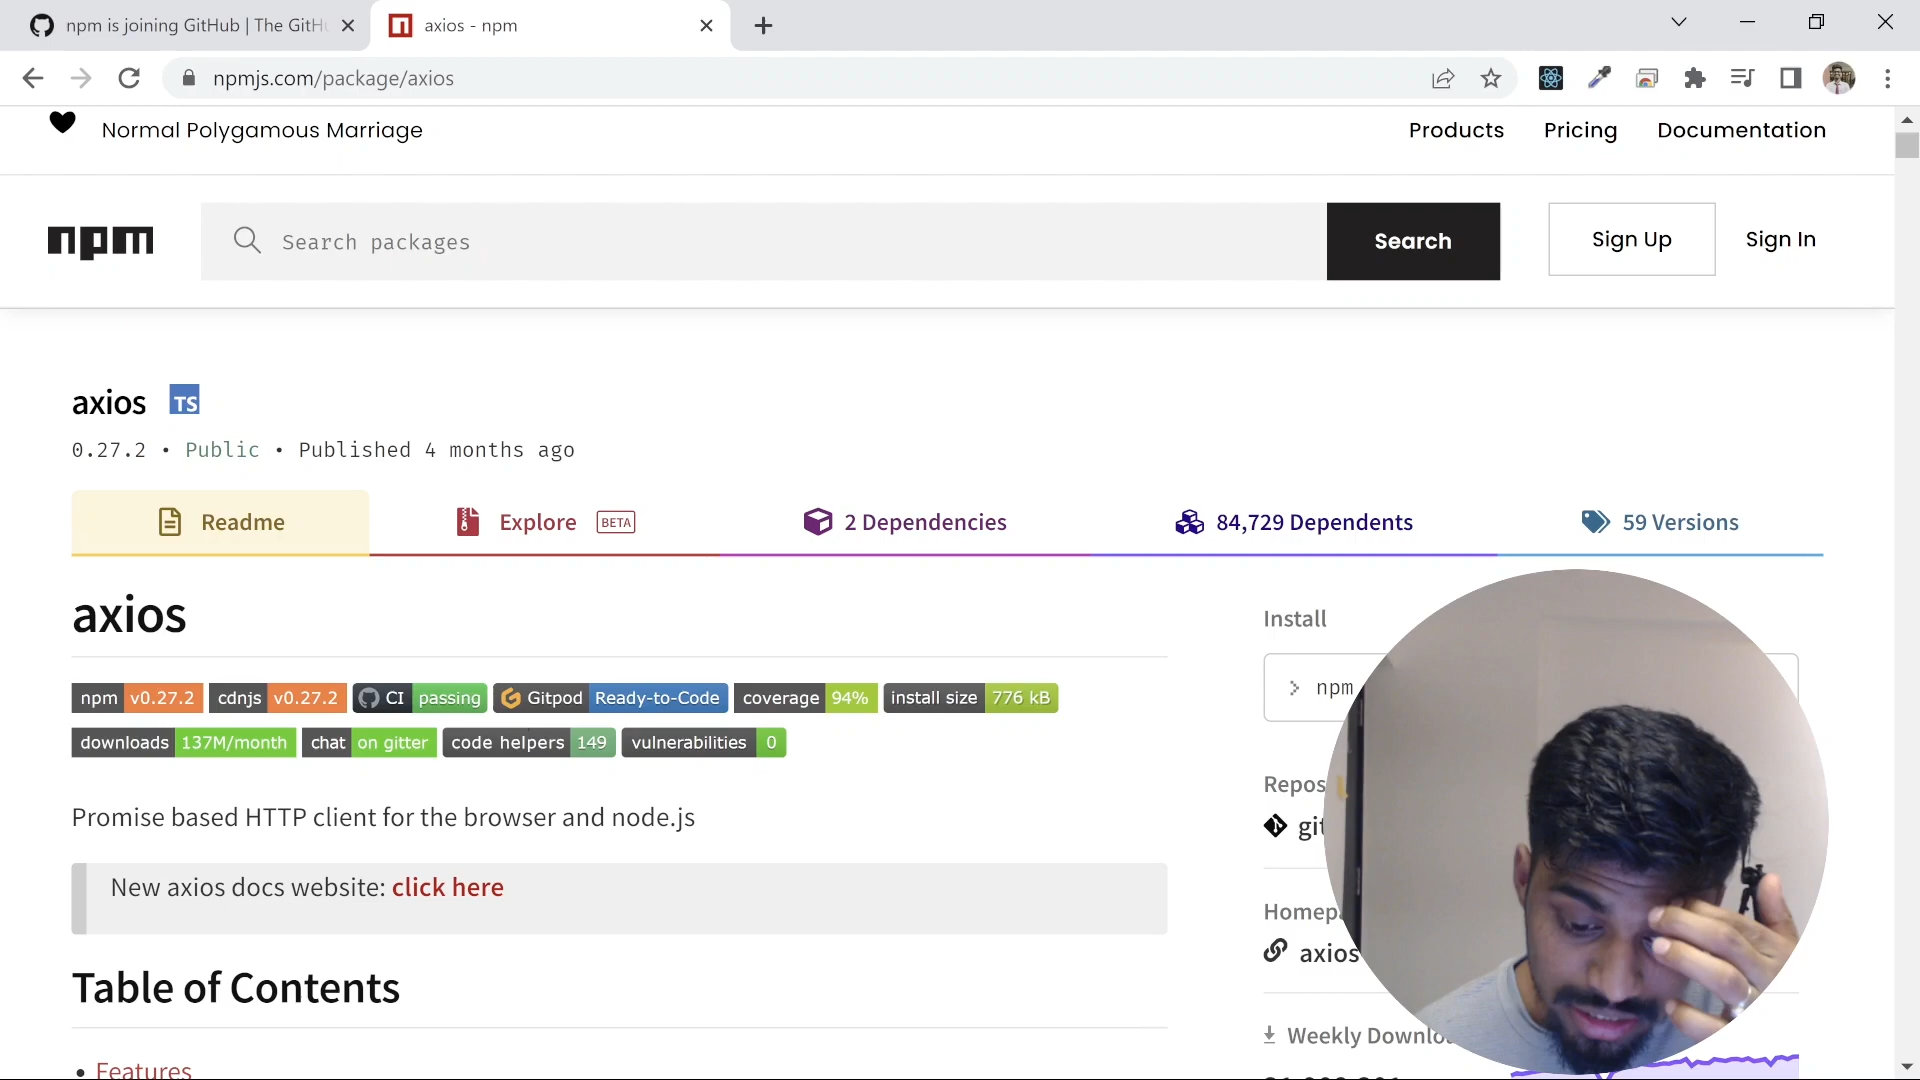 npm is joining GitHub | The GitH
axios - npm
npmjs.com/package/axios
Normal Polygamous Marriage
Products
Pricing
Documentation
npm
Search packages
Search
Sign Up
Sign In
axios TS
0.27.2 • Public • Published 4 months ago
Readme
Explore BETA
2 Dependencies
84,729 Dependents
59 Versions
axios
npm v0.27.2 cdnjs v0.27.2 CI passing Gitpod Ready-to-Code coverage 94% install size 776 kB
downloads 137M/month chat on gitter code helpers 149 vulnerabilities 0
Promise based HTTP client for the browser and node.js
New axios docs website: click here
Table of Contents
• Features
Install
> npm
Repos
git
Homepa
axios
Weekly Downlo